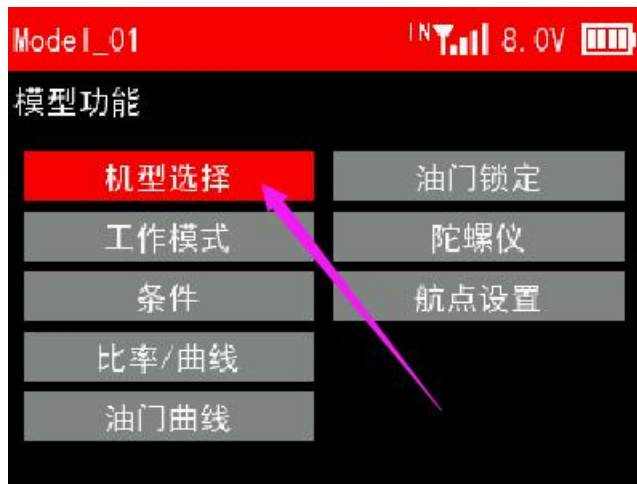 Model_01 IN 8.0V
模型功能
机型选择 油门锁定
工作模式 陀螺仪
条件 航点设置
比率/曲线
油门曲线